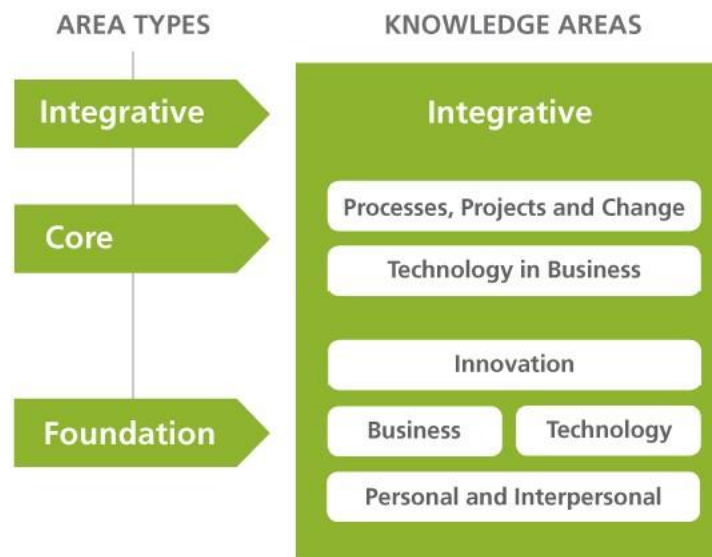 AREA TYPES
KNOWLEDGE AREAS
Integrative
Integrative
Processes, Projects and Change
Core
Technology in Business
Innovation
Foundation
Business
Technology
Personal and Interpersonal